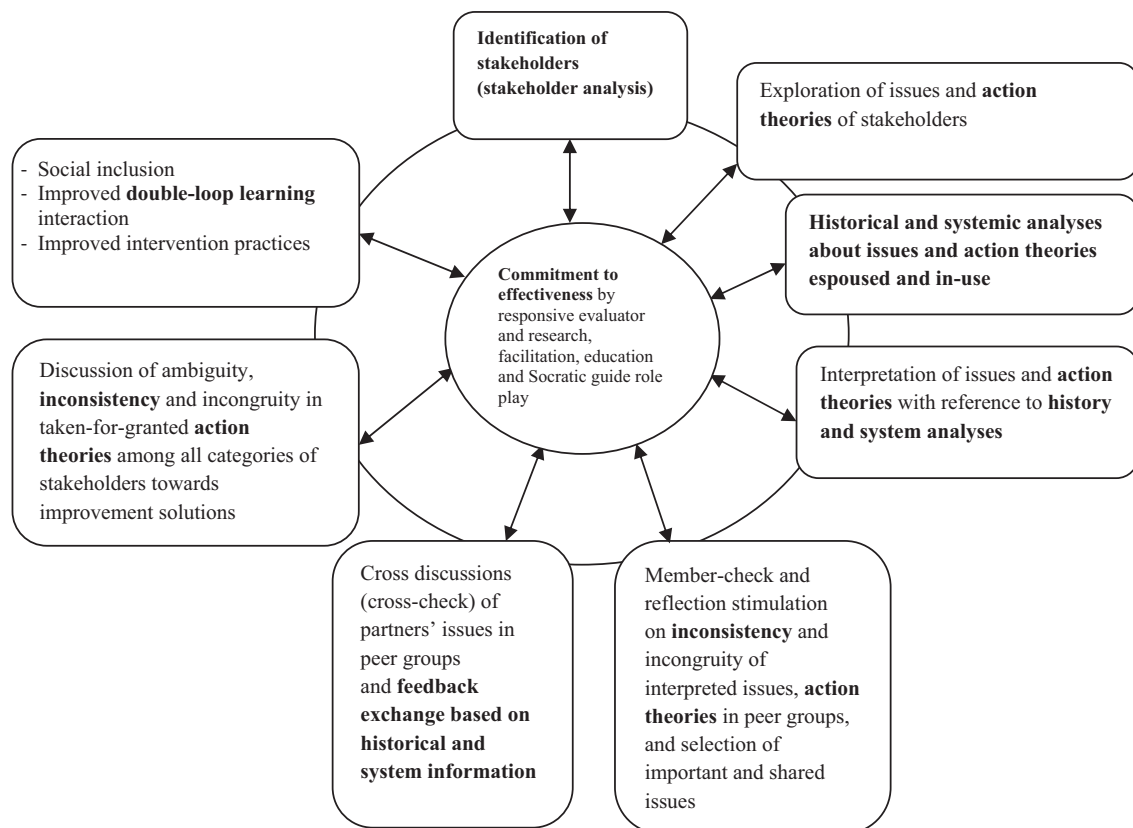 Identification of
stakeholders
(stakeholder analysis)
Exploration of issues and action
theories of stakeholders
Historical and systemic analyses
about issues and action theories
espoused and in-use
Interpretation of issues and action
theories with reference to history
and system analyses
Member-check and
reflection stimulation
on inconsistency and
incongruity of
interpreted issues, action
theories in peer groups,
and selection of
important and shared
issues
Cross discussions
(cross-check) of
partners’ issues in
peer groups
and feedback
exchange based on
historical and
system information
Discussion of ambiguity,
inconsistency and incongruity in
taken-for-granted action
theories among all categories of
stakeholders towards
improvement solutions
- Social inclusion
- Improved double-loop learning
interaction
- Improved intervention practices
Commitment to
effectiveness by
responsive evaluator
and research,
facilitation, education
and Socratic guide role
play